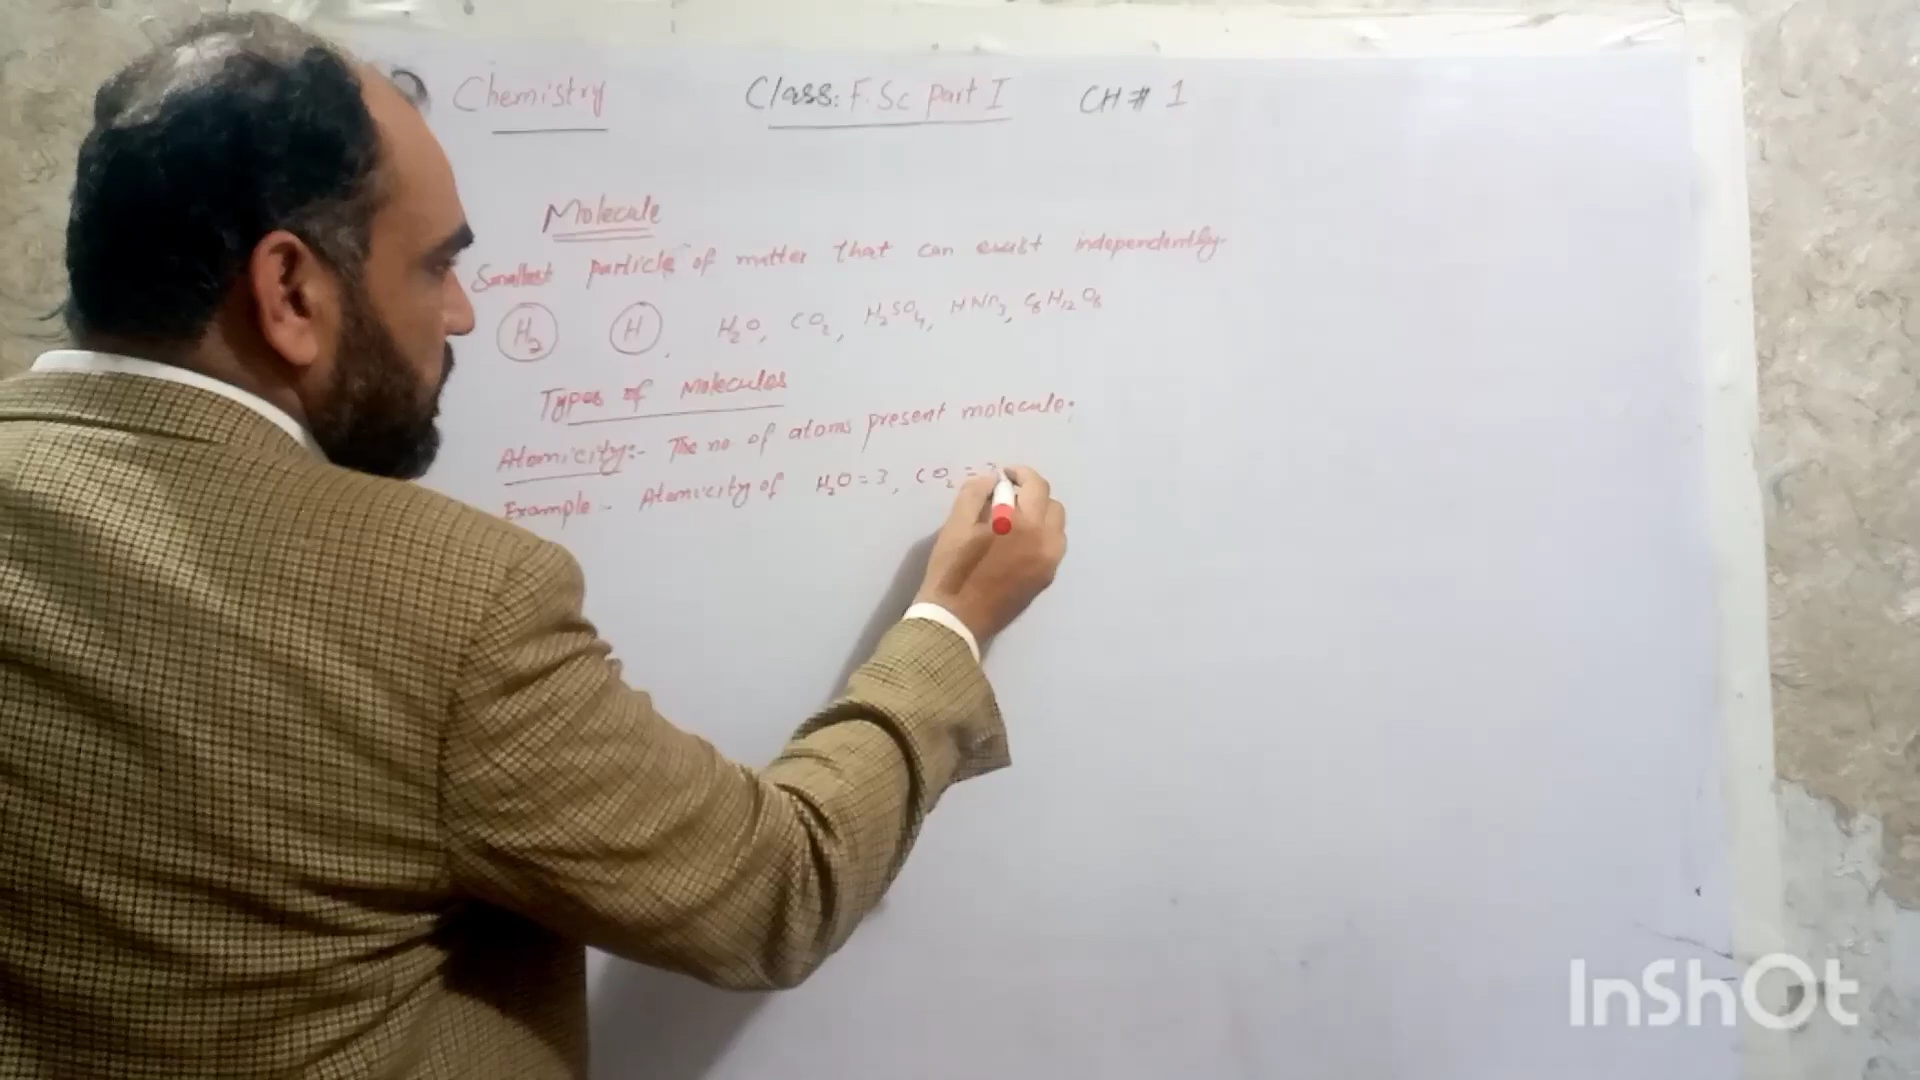 Chemistry Class: F.Sc part I CH # 1
Molecule
Smallest particle of matter that can exist independently.
H₂ H, H₂O, CO₂, H₂SO₄, HNO₃, C₆H₁₂O₆
Types of Molecules
Atomicity:- The no of atoms present molecule.
Example:- Atomicity of H₂O = 3, CO₂ = 3
InShOt